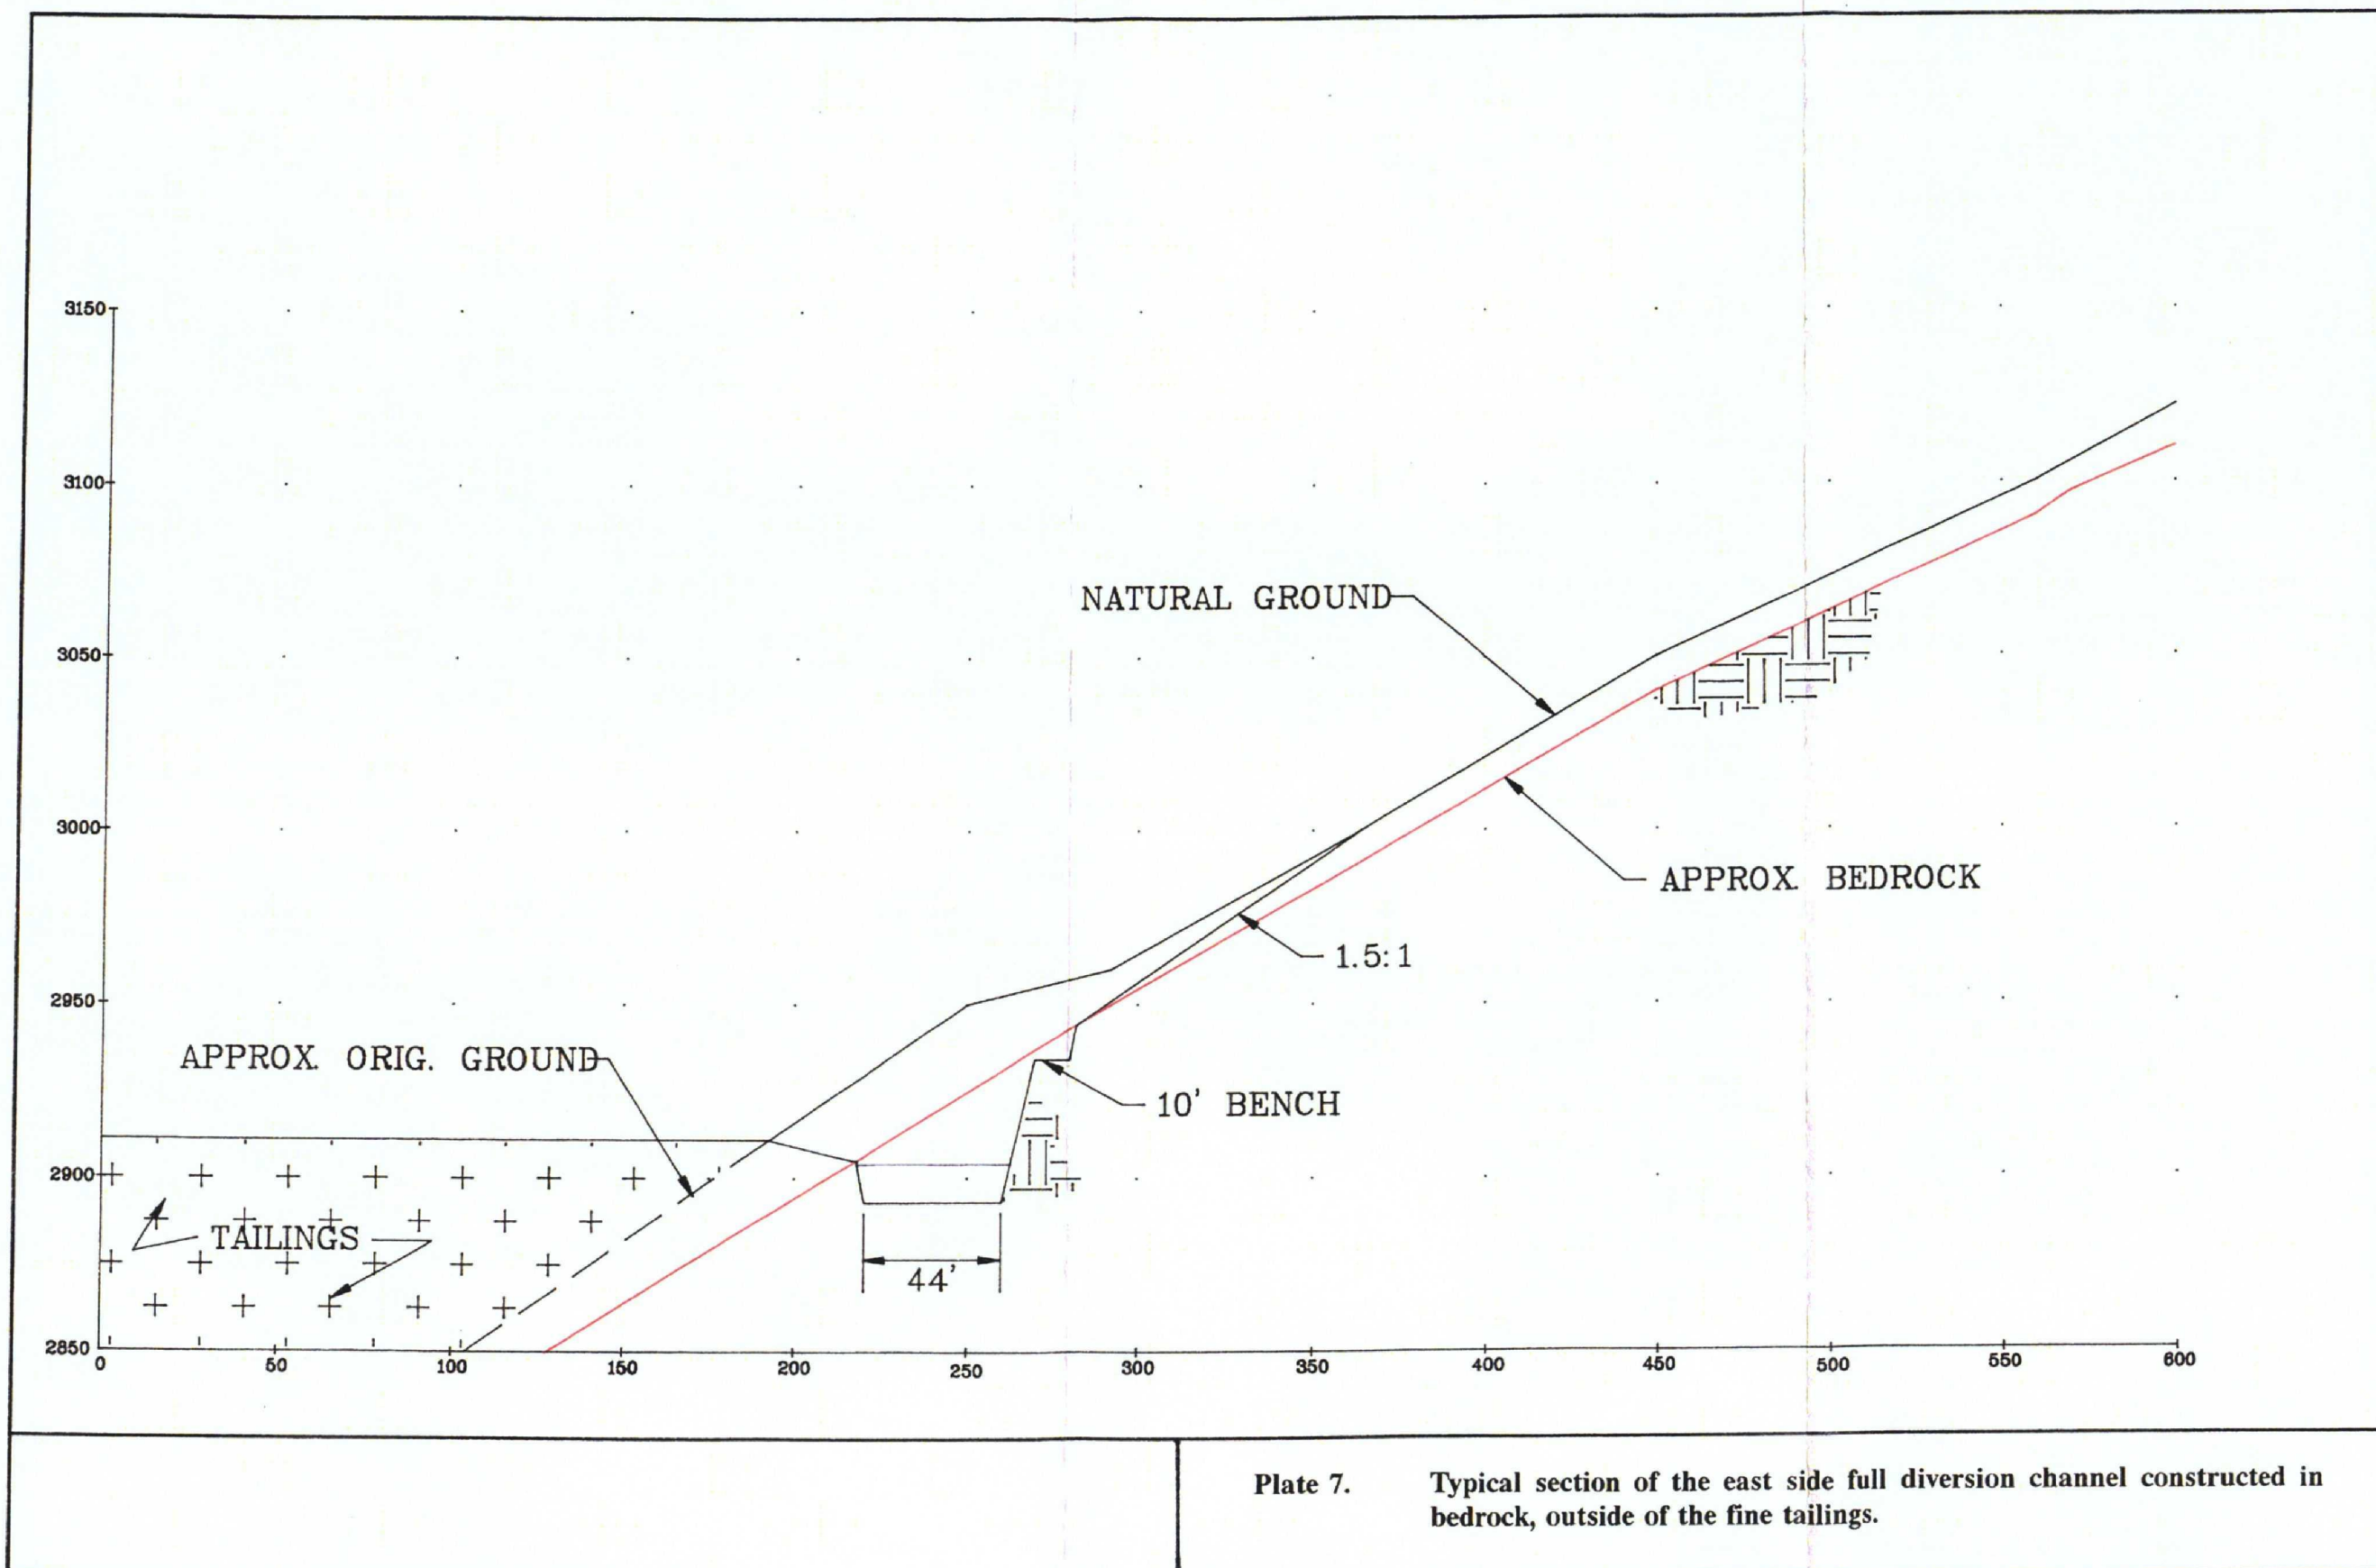 3150
3100
NATURAL GROUND
3050
3000
APPROX. BEDROCK
1.5:1
2950
APPROX. ORIG. GROUND
10' BENCH
2900
TAILINGS
44'
2850
0 50 100 150 200 250 300 350 400 450 500 550 600
Plate 7. Typical section of the east side full diversion channel constructed in
bedrock, outside of the fine tailings.